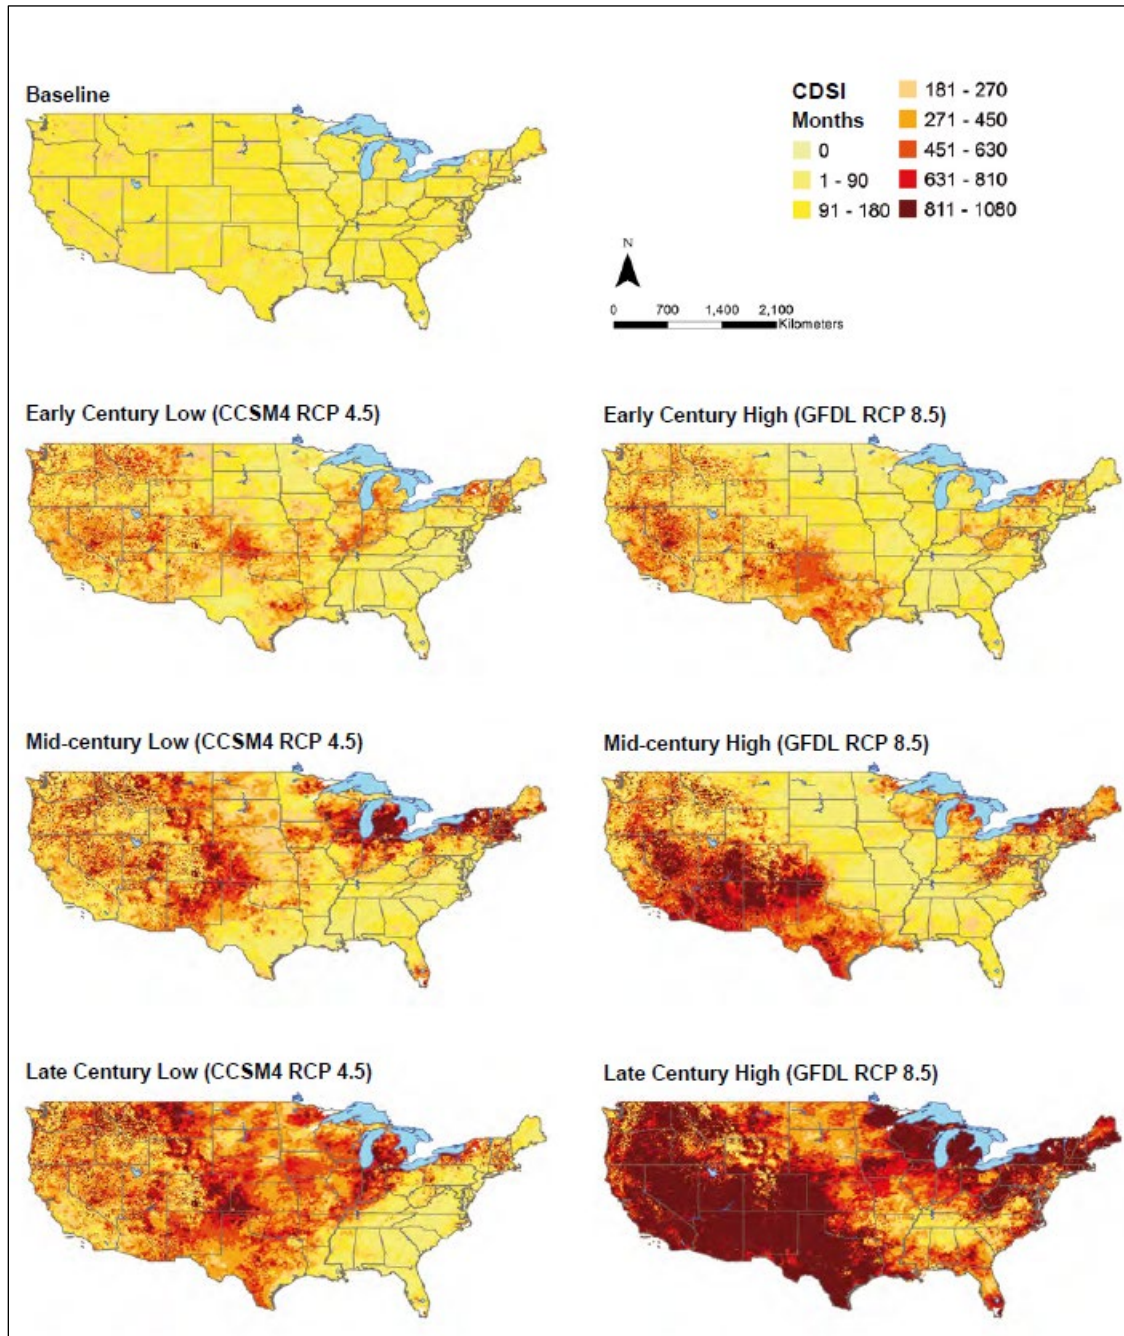 Baseline
CDSI
Months
0
1 - 90
91 - 180
181 - 270
271 - 450
451 - 630
631 - 810
811 - 1080
N
0 700 1,400 2,100
Kilometers
Early Century Low (CCSM4 RCP 4.5)
Early Century High (GFDL RCP 8.5)
Mid-century Low (CCSM4 RCP 4.5)
Mid-century High (GFDL RCP 8.5)
Late Century Low (CCSM4 RCP 4.5)
Late Century High (GFDL RCP 8.5)